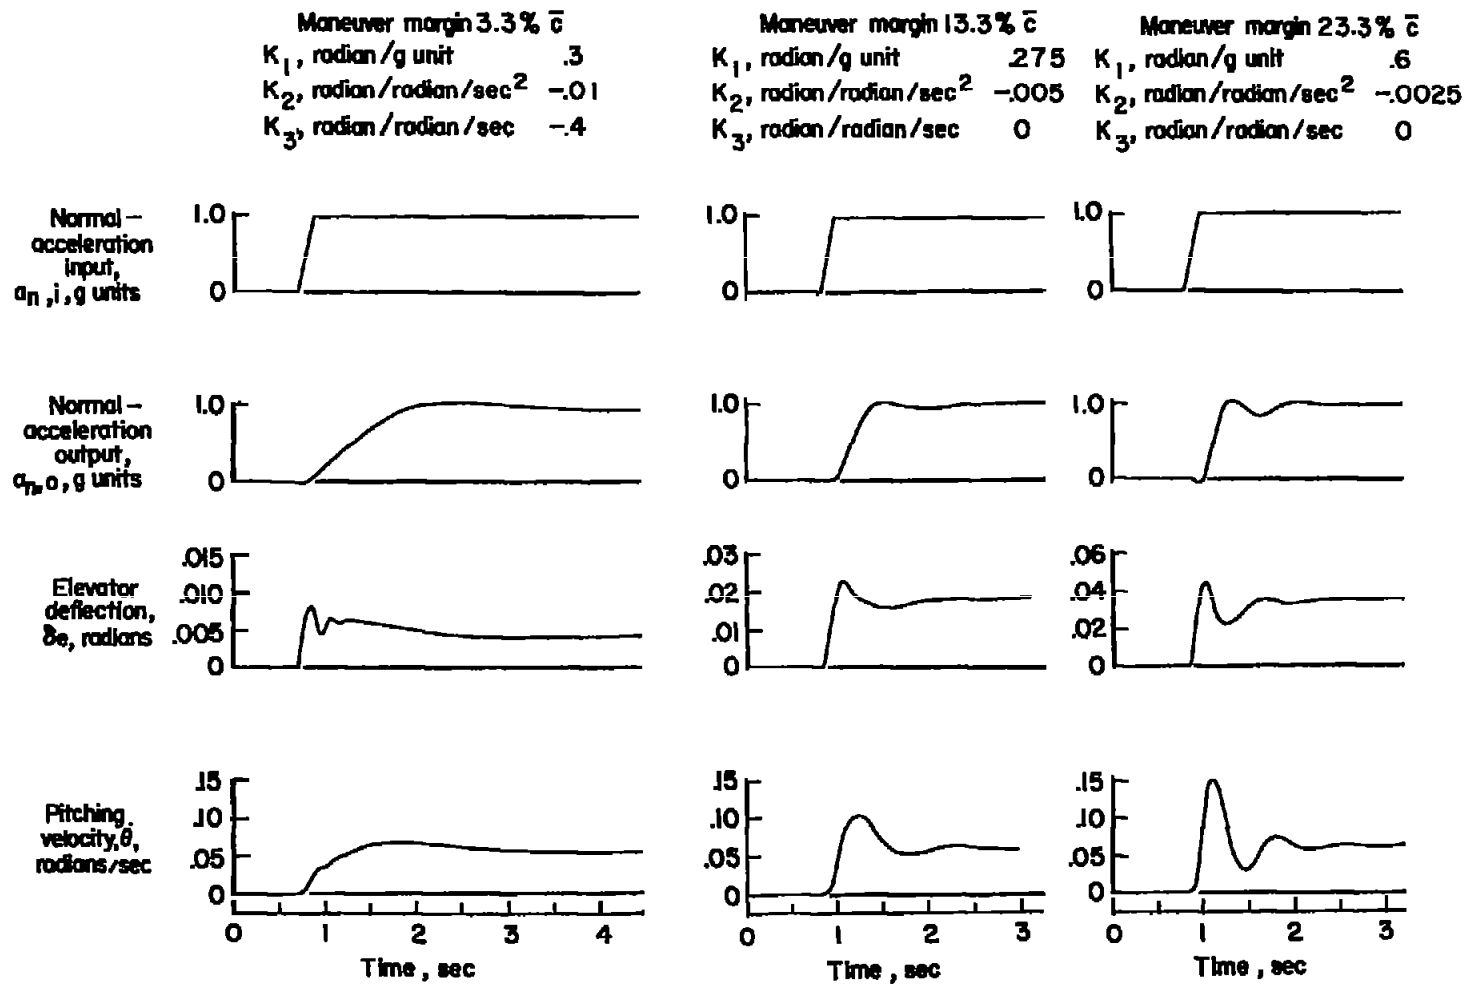 Maneuver margin 3.3% c̄
K1, radian/g unit .3
K2, radian/radian/sec2 -.01
K3, radian/radian/sec -.4
Maneuver margin 13.3% c̄
K1, radian/g unit .275
K2, radian/radian/sec2 -.005
K3, radian/radian/sec 0
Maneuver margin 23.3% c̄
K1, radian/g unit .6
K2, radian/radian/sec2 -.0025
K3, radian/radian/sec 0
Normal-
acceleration
input,
an,i, g units
1.0
0
1.0
0
1.0
0
Normal-
acceleration
output,
an,o, g units
1.0
0
1.0
0
1.0
0
Elevator
deflection,
δe, radians
.015
.010
.005
0
.03
.02
.01
0
.06
.04
.02
0
Pitching
velocity, θ̇,
radians/sec
.15
.10
.05
0
.15
.10
.05
0
.15
.10
.05
0
0 1 2 3 4
Time, sec
0 1 2 3
Time, sec
0 1 2 3
Time, sec